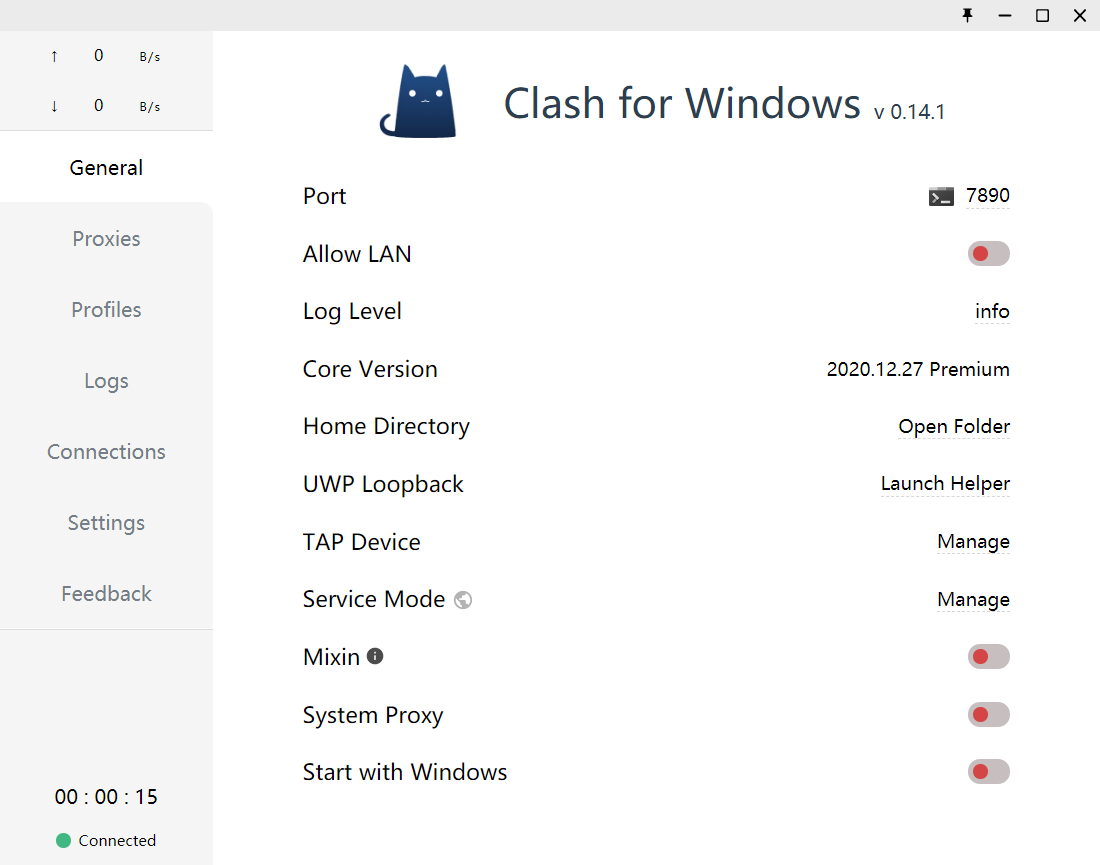 ↑ 0 B/s
↓ 0 B/s
General
Proxies
Profiles
Logs
Connections
Settings
Feedback
00 : 00 : 15
Connected
Clash for Windows v 0.14.1
Port 7890
Allow LAN
Log Level info
Core Version 2020.12.27 Premium
Home Directory Open Folder
UWP Loopback Launch Helper
TAP Device Manage
Service Mode Manage
Mixin
System Proxy
Start with Windows